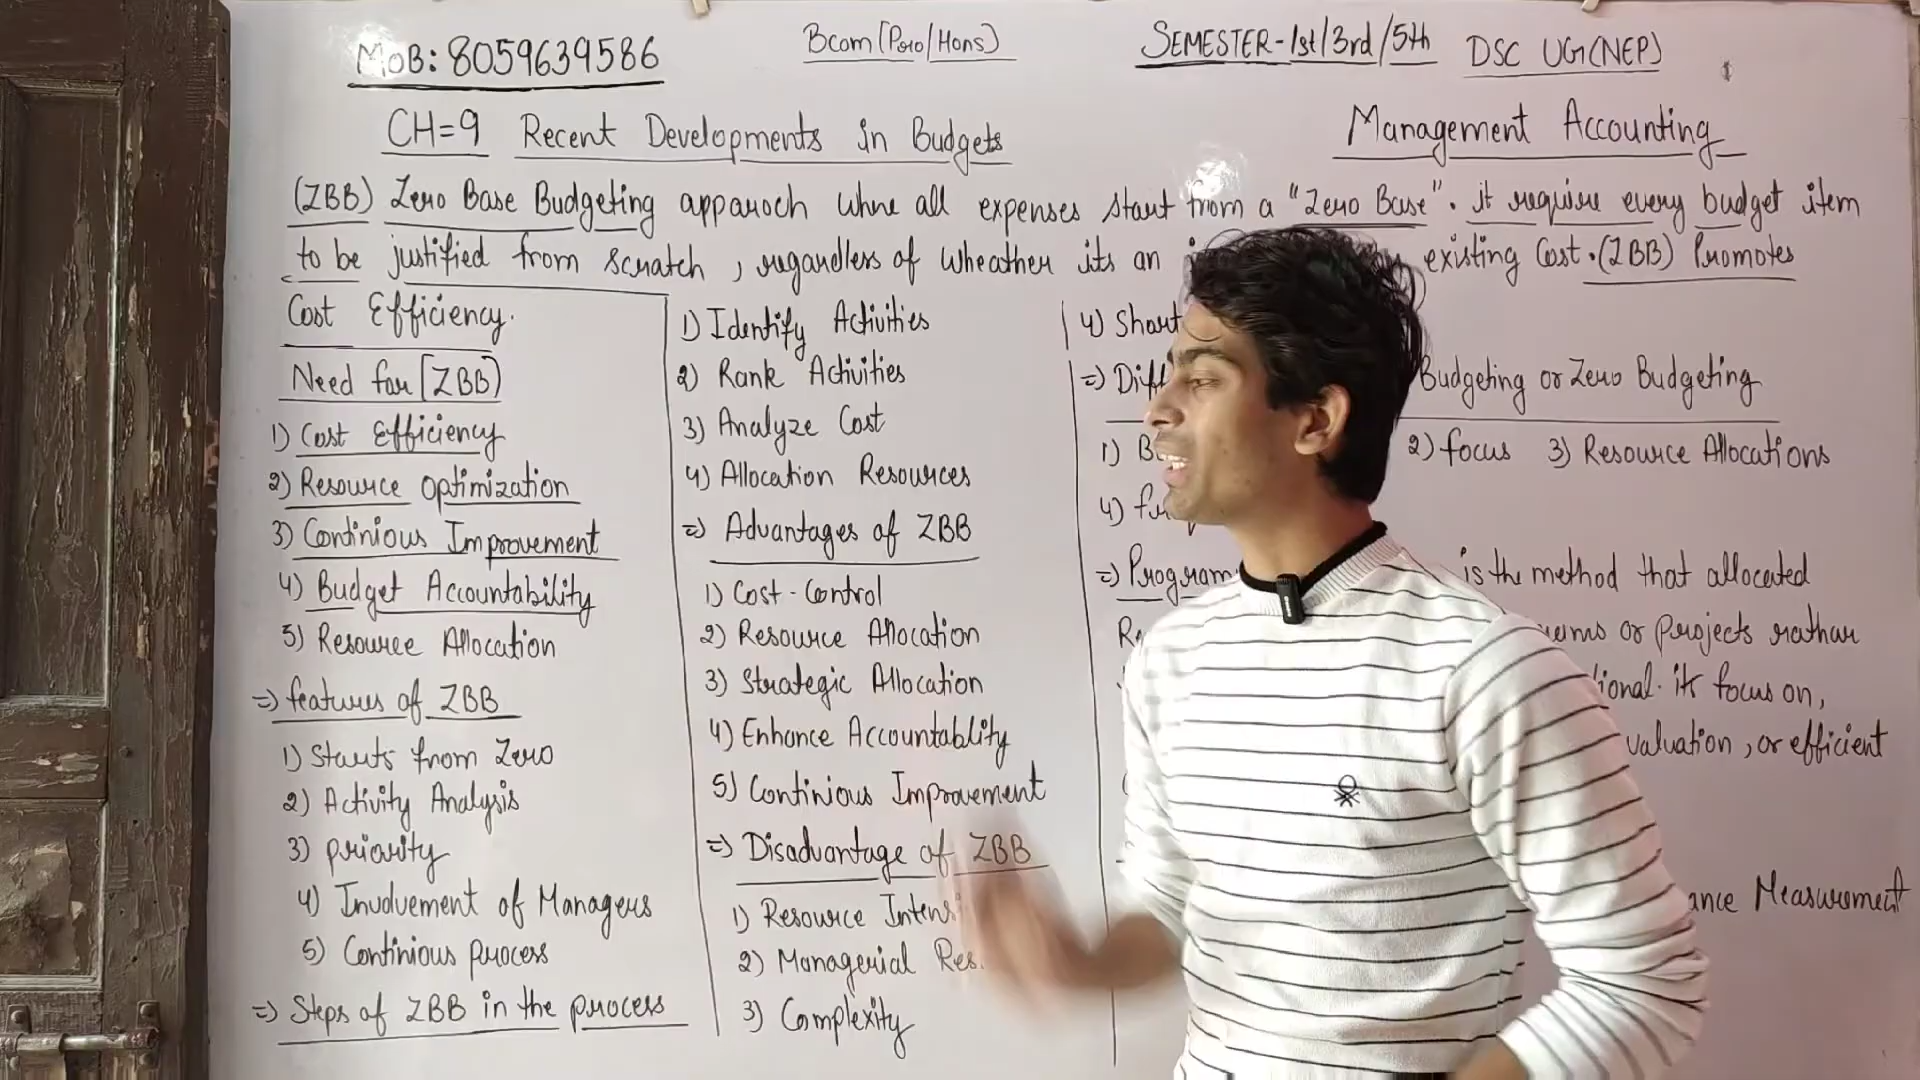 MOB: 8059639586
Bcom (Pro/Hons)
SEMESTER - 1st/3rd/5th DSC UG(NEP)
CH=9 Recent Developments in Budgets
Management Accounting
(ZBB) Zero Base Budgeting apparoch whre all expenses start from a "Zero Base". it require every budget item
to be justified from scratch, regardless of wheather its an existing Cost. (ZBB) Promotes
Cost Efficiency.
Need for [ZBB]
1) Cost Efficiency
2) Resource Optimization
3) Continious Improvement
4) Budget Accountability
5) Resource Allocation
=) features of ZBB
1) Starts from Zero
2) Activity Analysis
3) priority
4) Invduement of Managers
5) Continious process
=) Steps of ZBB in the process
1) Identify Activities
2) Rank Activities
3) Analyze Cost
4) Allocation Resources
=) Advantages of ZBB
1) Cost-Control
2) Resource Allocation
3) Strategic Allocation
4) Enhance Accountablity
5) Continious Improvement
=) Disadvantage of ZBB
1) Resource
2) Managerial
3) Complexity
4) Short
=) Budgeting or Zero Budgeting
1) 2) focus 3) Resource Allocations
4)
=) Program is the method that allocated
or projects rathar
it focus on,
or efficient
Measurement